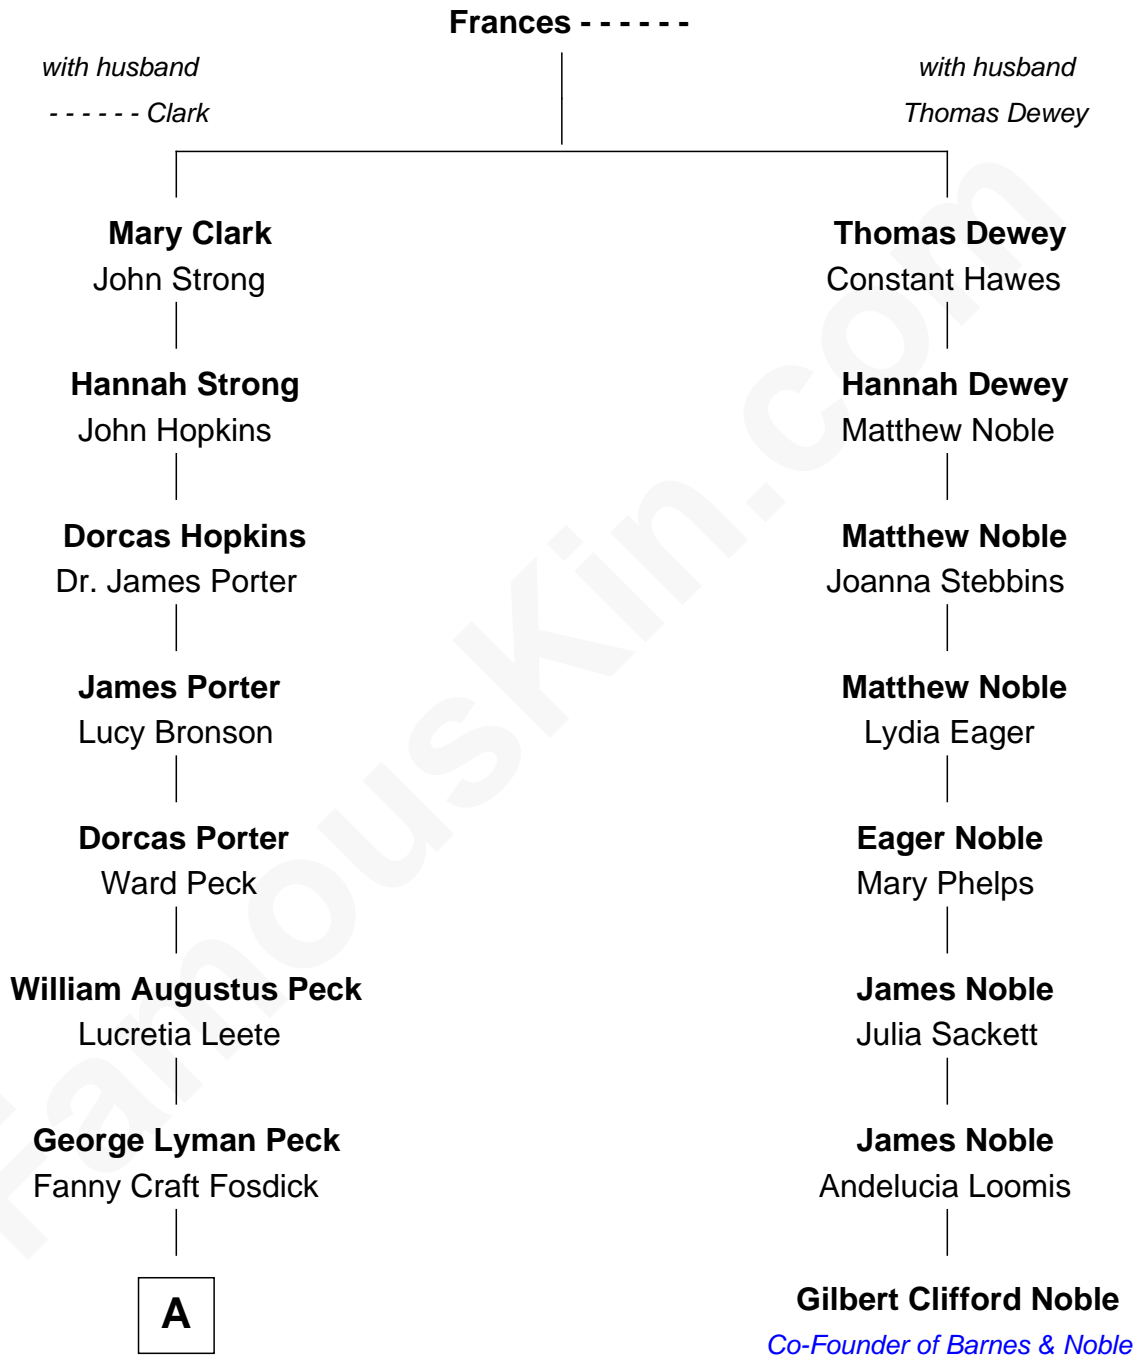 Frances - - - - - -
with husband
- - - - - - Clark
with husband
Thomas Dewey
Mary Clark
John Strong
Thomas Dewey
Constant Hawes
Hannah Strong
John Hopkins
Hannah Dewey
Matthew Noble
Dorcas Hopkins
Dr. James Porter
Matthew Noble
Joanna Stebbins
James Porter
Lucy Bronson
Matthew Noble
Lydia Eager
Dorcas Porter
Ward Peck
Eager Noble
Mary Phelps
William Augustus Peck
Lucretia Leete
James Noble
Julia Sackett
George Lyman Peck
Fanny Craft Fosdick
James Noble
Andelucia Loomis
A
Gilbert Clifford Noble
Co-Founder of Barnes & Noble
FamousKin.com